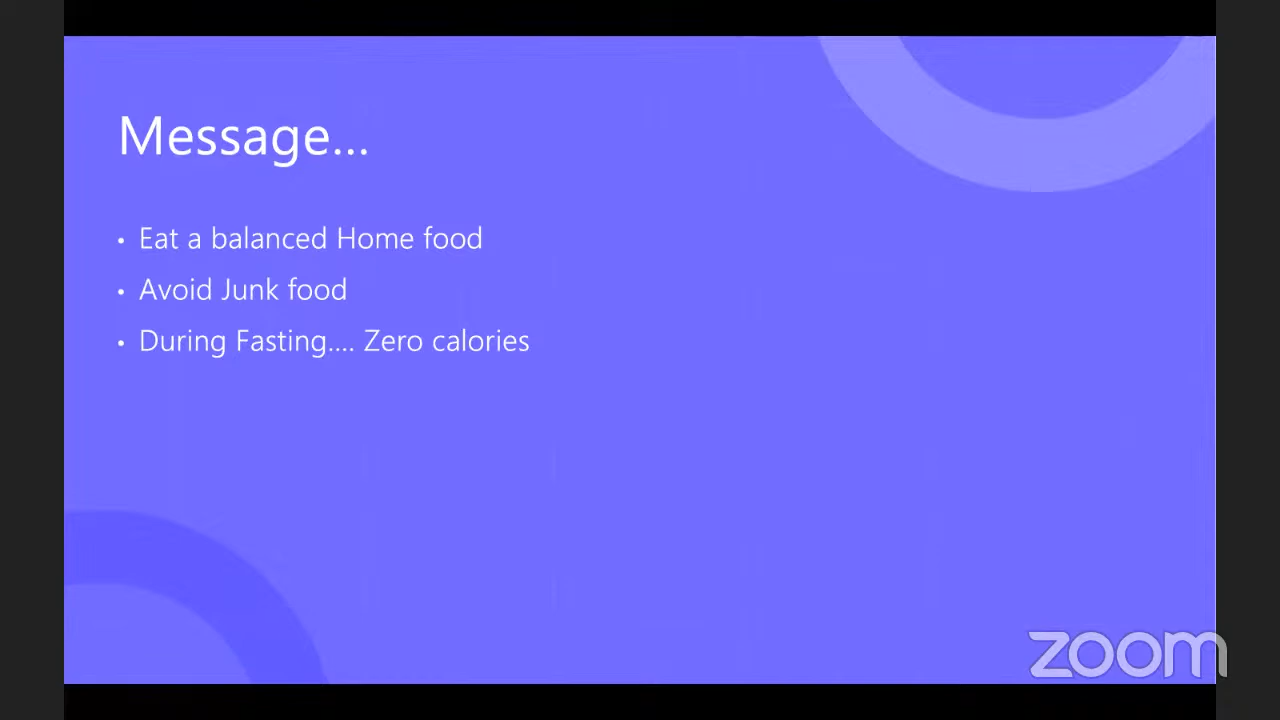 Message...
• Eat a balanced Home food
• Avoid Junk food
• During Fasting.... Zero calories
zoom